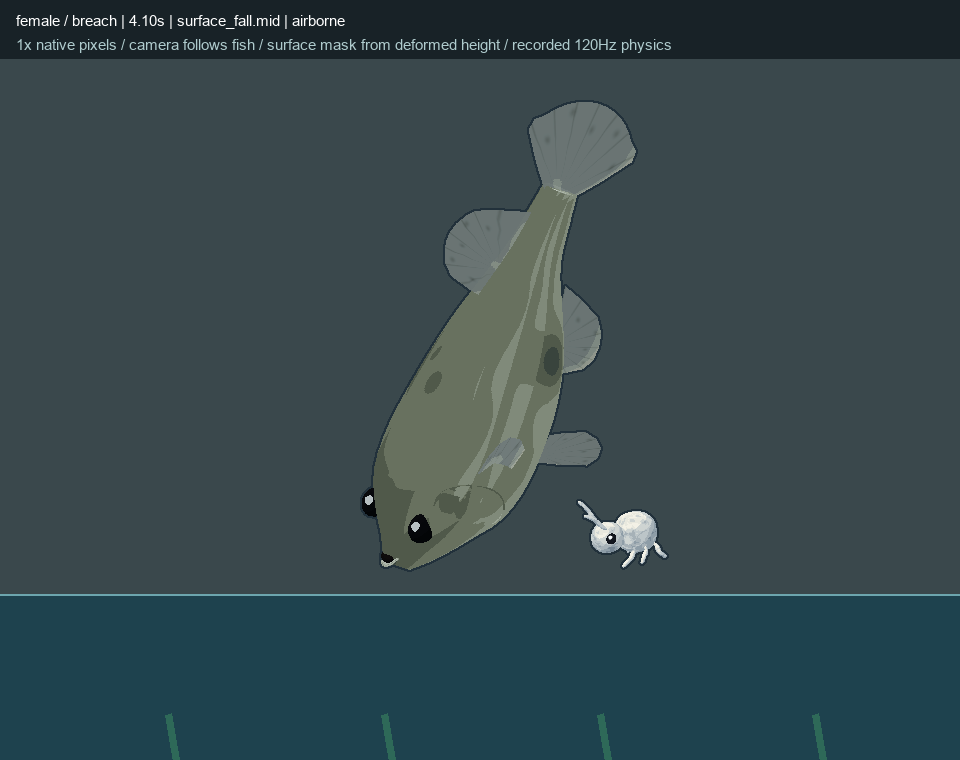 female / breach | 4.10s | surface_fall.mid | airborne
1x native pixels / camera follows fish / surface mask from deformed height / recorded 120Hz physics